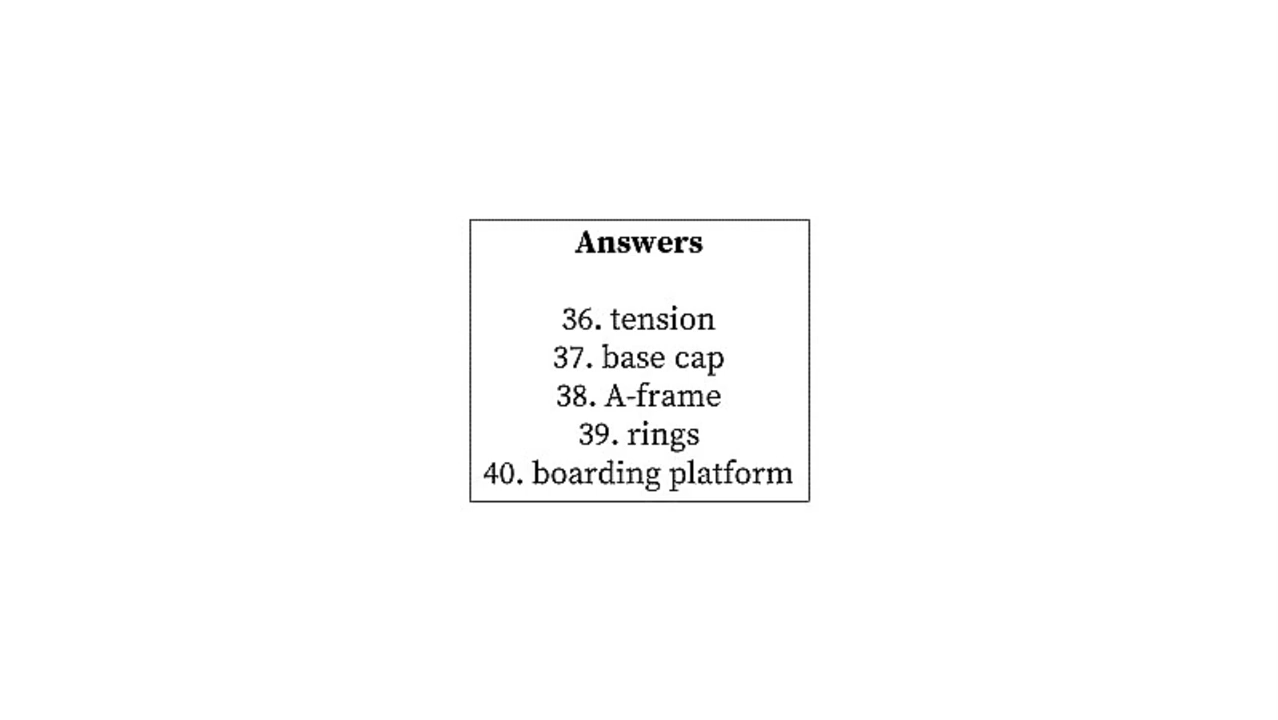 Answers
36. tension
37. base cap
38. A-frame
39. rings
40. boarding platform